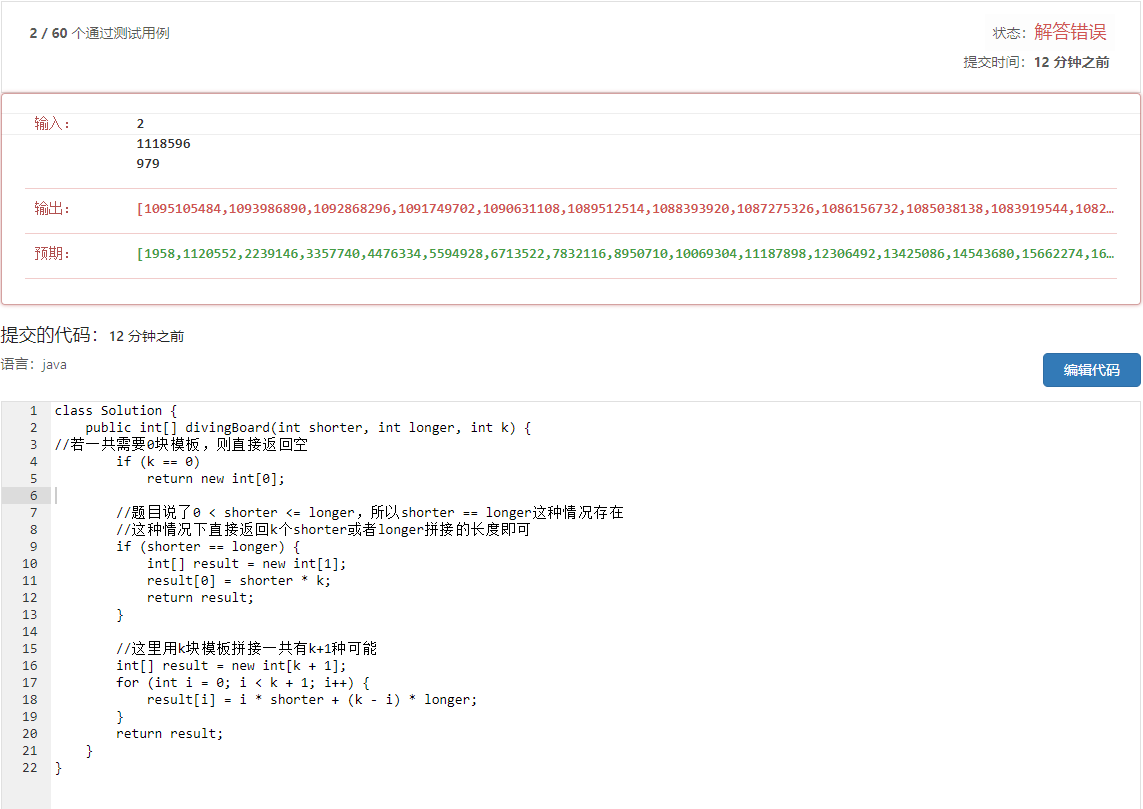 2 / 60 个通过测试用例
状态：解答错误
提交时间：12 分钟之前
输入：
2
1118596
979
输出：
[1095105484,1093986890,1092868296,1091749702,1090631108,1089512514,1088393920,1087275326,1086156732,1085038138,1083919544,1082…
预期：
[1958,1120552,2239146,3357740,4476334,5594928,6713522,7832116,8950710,10069304,11187898,12306492,13425086,14543680,15662274,16…
提交的代码：12 分钟之前
语言：java
编辑代码
1 class Solution {
2     public int[] divingBoard(int shorter, int longer, int k) {
3 //若一共需要0块模板，则直接返回空
4         if (k == 0)
5             return new int[0];
6
7         //题目说了0 < shorter <= longer，所以shorter == longer这种情况存在
8         //这种情况下直接返回k个shorter或者longer拼接的长度即可
9         if (shorter == longer) {
10             int[] result = new int[1];
11             result[0] = shorter * k;
12             return result;
13         }
14
15         //这里用k块模板拼接一共有k+1种可能
16         int[] result = new int[k + 1];
17         for (int i = 0; i < k + 1; i++) {
18             result[i] = i * shorter + (k - i) * longer;
19         }
20         return result;
21     }
22 }